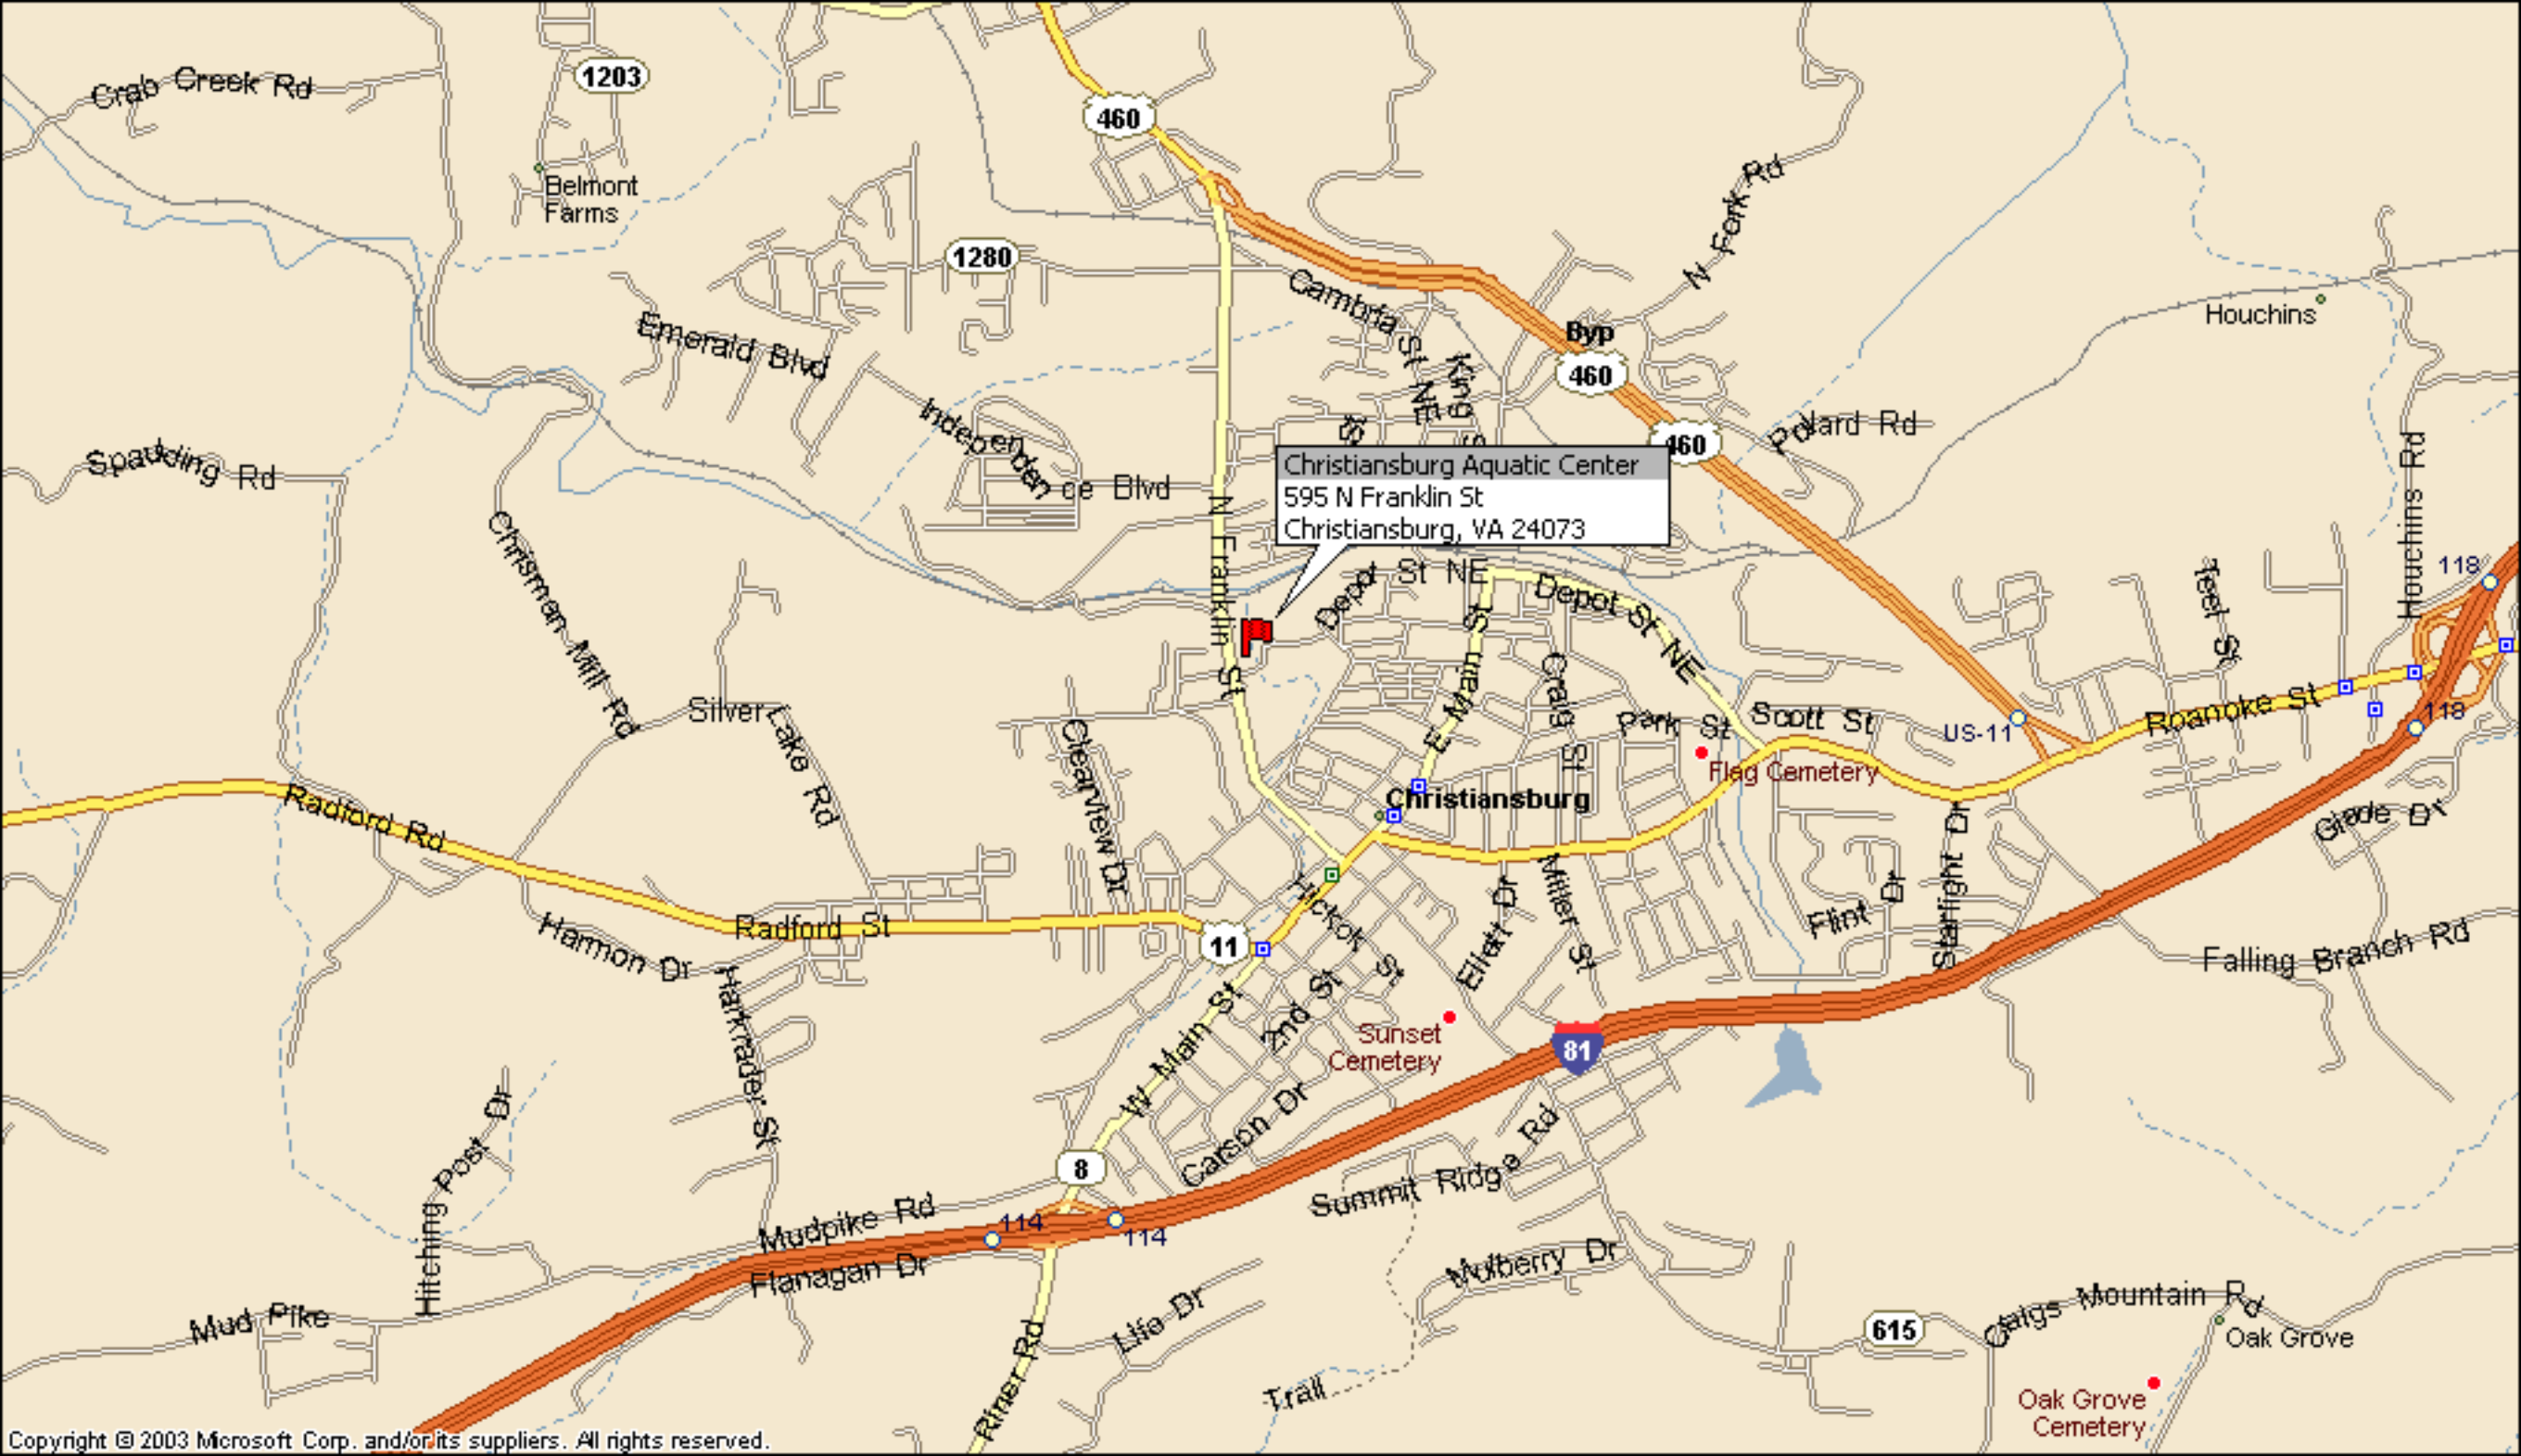 Crab Creek Rd
1203
460
Belmont
Farms
N Fork Rd
1280
Cambria St NE
Houchins
Byp
Emerald Blvd
460
King S
Independence Blvd
Pollard Rd
460
Houchins Rd
Spaulding Rd
Christiansburg Aquatic Center
595 N Franklin St
Christiansburg, VA 24073
N Franklin St
Chrisman Mill Rd
Depot St NE
Depot St NE
Teel St
118
E Main St
Craig St
Silver Lake Rd
Park St
Scott St
US-11
Roanoke St
118
Clearview Dr
Flag Cemetery
Christiansburg
Radford Rd
Glade Dr
Starlight Dr
Hickok St
Ellett Dr
Miller St
Flint Dr
Radford St
11
Harmon Dr
Falling Branch Rd
Harkrader St
2nd St
W Main St
Sunset
Cemetery
81
Hitching Post Dr
Carson Dr
Summit Ridge Rd
8
Mudpike Rd
114
114
Flanagan Dr
Mulberry Dr
Mud Pike
Life Dr
Riner Rd
615
Craigs Mountain Rd
Oak Grove
Trail
Oak Grove
Cemetery
Copyright © 2003 Microsoft Corp. and/or its suppliers. All rights reserved.